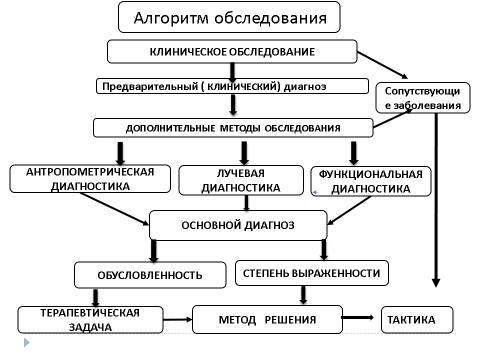 Алгоритм обследования
КЛИНИЧЕСКОЕ ОБСЛЕДОВАНИЕ
Предварительный ( клинический) диагноз
Сопутствующи
е заболевания
ДОПОЛНИТЕЛЬНЫЕ МЕТОДЫ ОБСЛЕДОВАНИЯ
АНТРОПОМЕТРИЧЕСКАЯ
ДИАГНОСТИКА
ЛУЧЕВАЯ
ДИАГНОСТИКА
ФУНКЦИОНАЛЬНАЯ
ДИАГНОСТИКА
ОСНОВНОЙ ДИАГНОЗ
ОБУСЛОВЛЕННОСТЬ
СТЕПЕНЬ ВЫРАЖЕННОСТИ
ТЕРАПЕВТИЧЕСКАЯ
ЗАДАЧА
МЕТОД РЕШЕНИЯ
ТАКТИКА